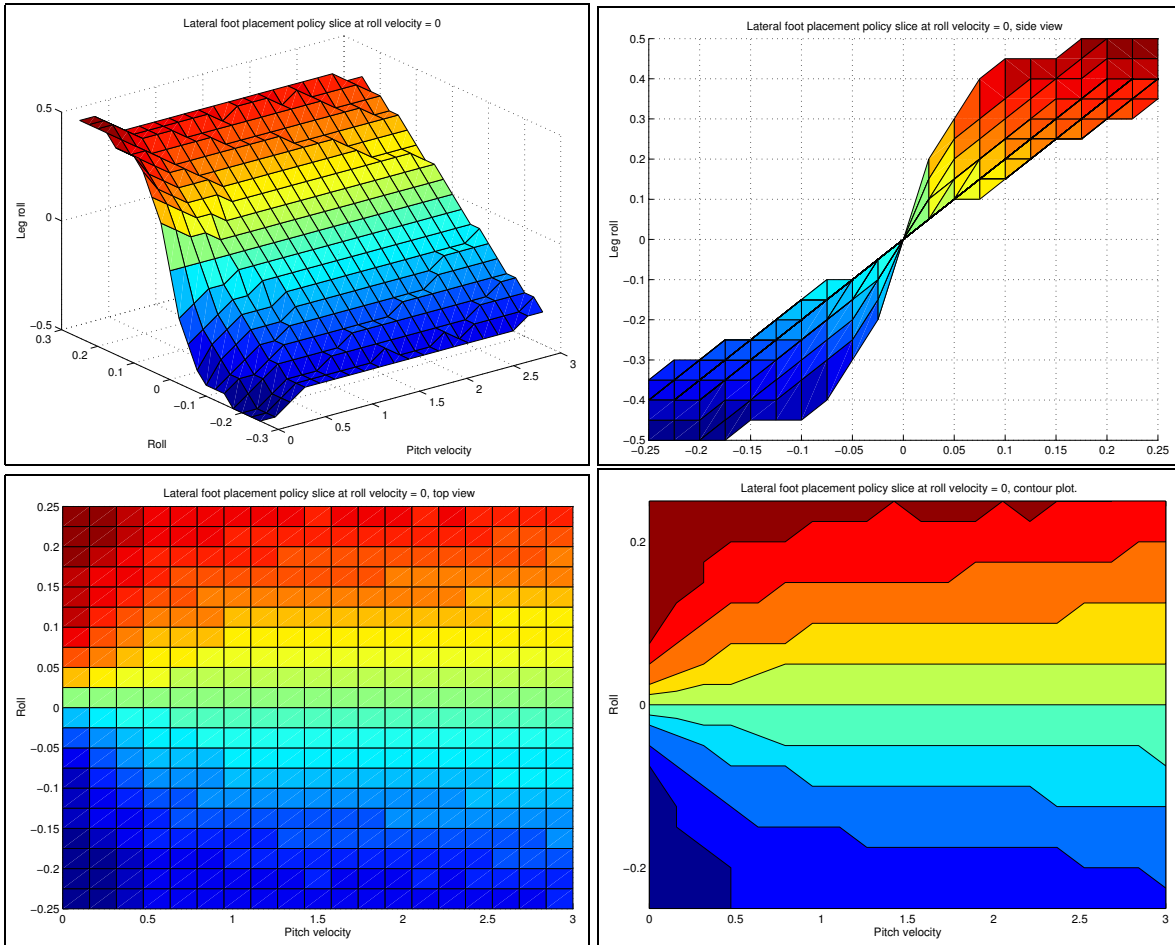 Lateral foot placement policy slice at roll velocity = 0
0.5
0
−0.5
Leg roll
0.3
0.2
0.1
0
−0.1
−0.2
−0.3
Roll
0
0.5
1
1.5
2
2.5
3
Pitch velocity
Lateral foot placement policy slice at roll velocity = 0, side view
0.5
0.4
0.3
0.2
0.1
0
−0.1
−0.2
−0.3
−0.4
−0.5
Leg roll
−0.25 −0.2 −0.15 −0.1 −0.05 0 0.05 0.1 0.15 0.2 0.25
Lateral foot placement policy slice at roll velocity = 0, top view
0.25
0.2
0.15
0.1
0.05
0
−0.05
−0.1
−0.15
−0.2
−0.25
Roll
0 0.5 1 1.5 2 2.5 3
Pitch velocity
Lateral foot placement policy slice at roll velocity = 0, contour plot.
0.2
0
−0.2
Roll
0 0.5 1 1.5 2 2.5 3
Pitch velocity